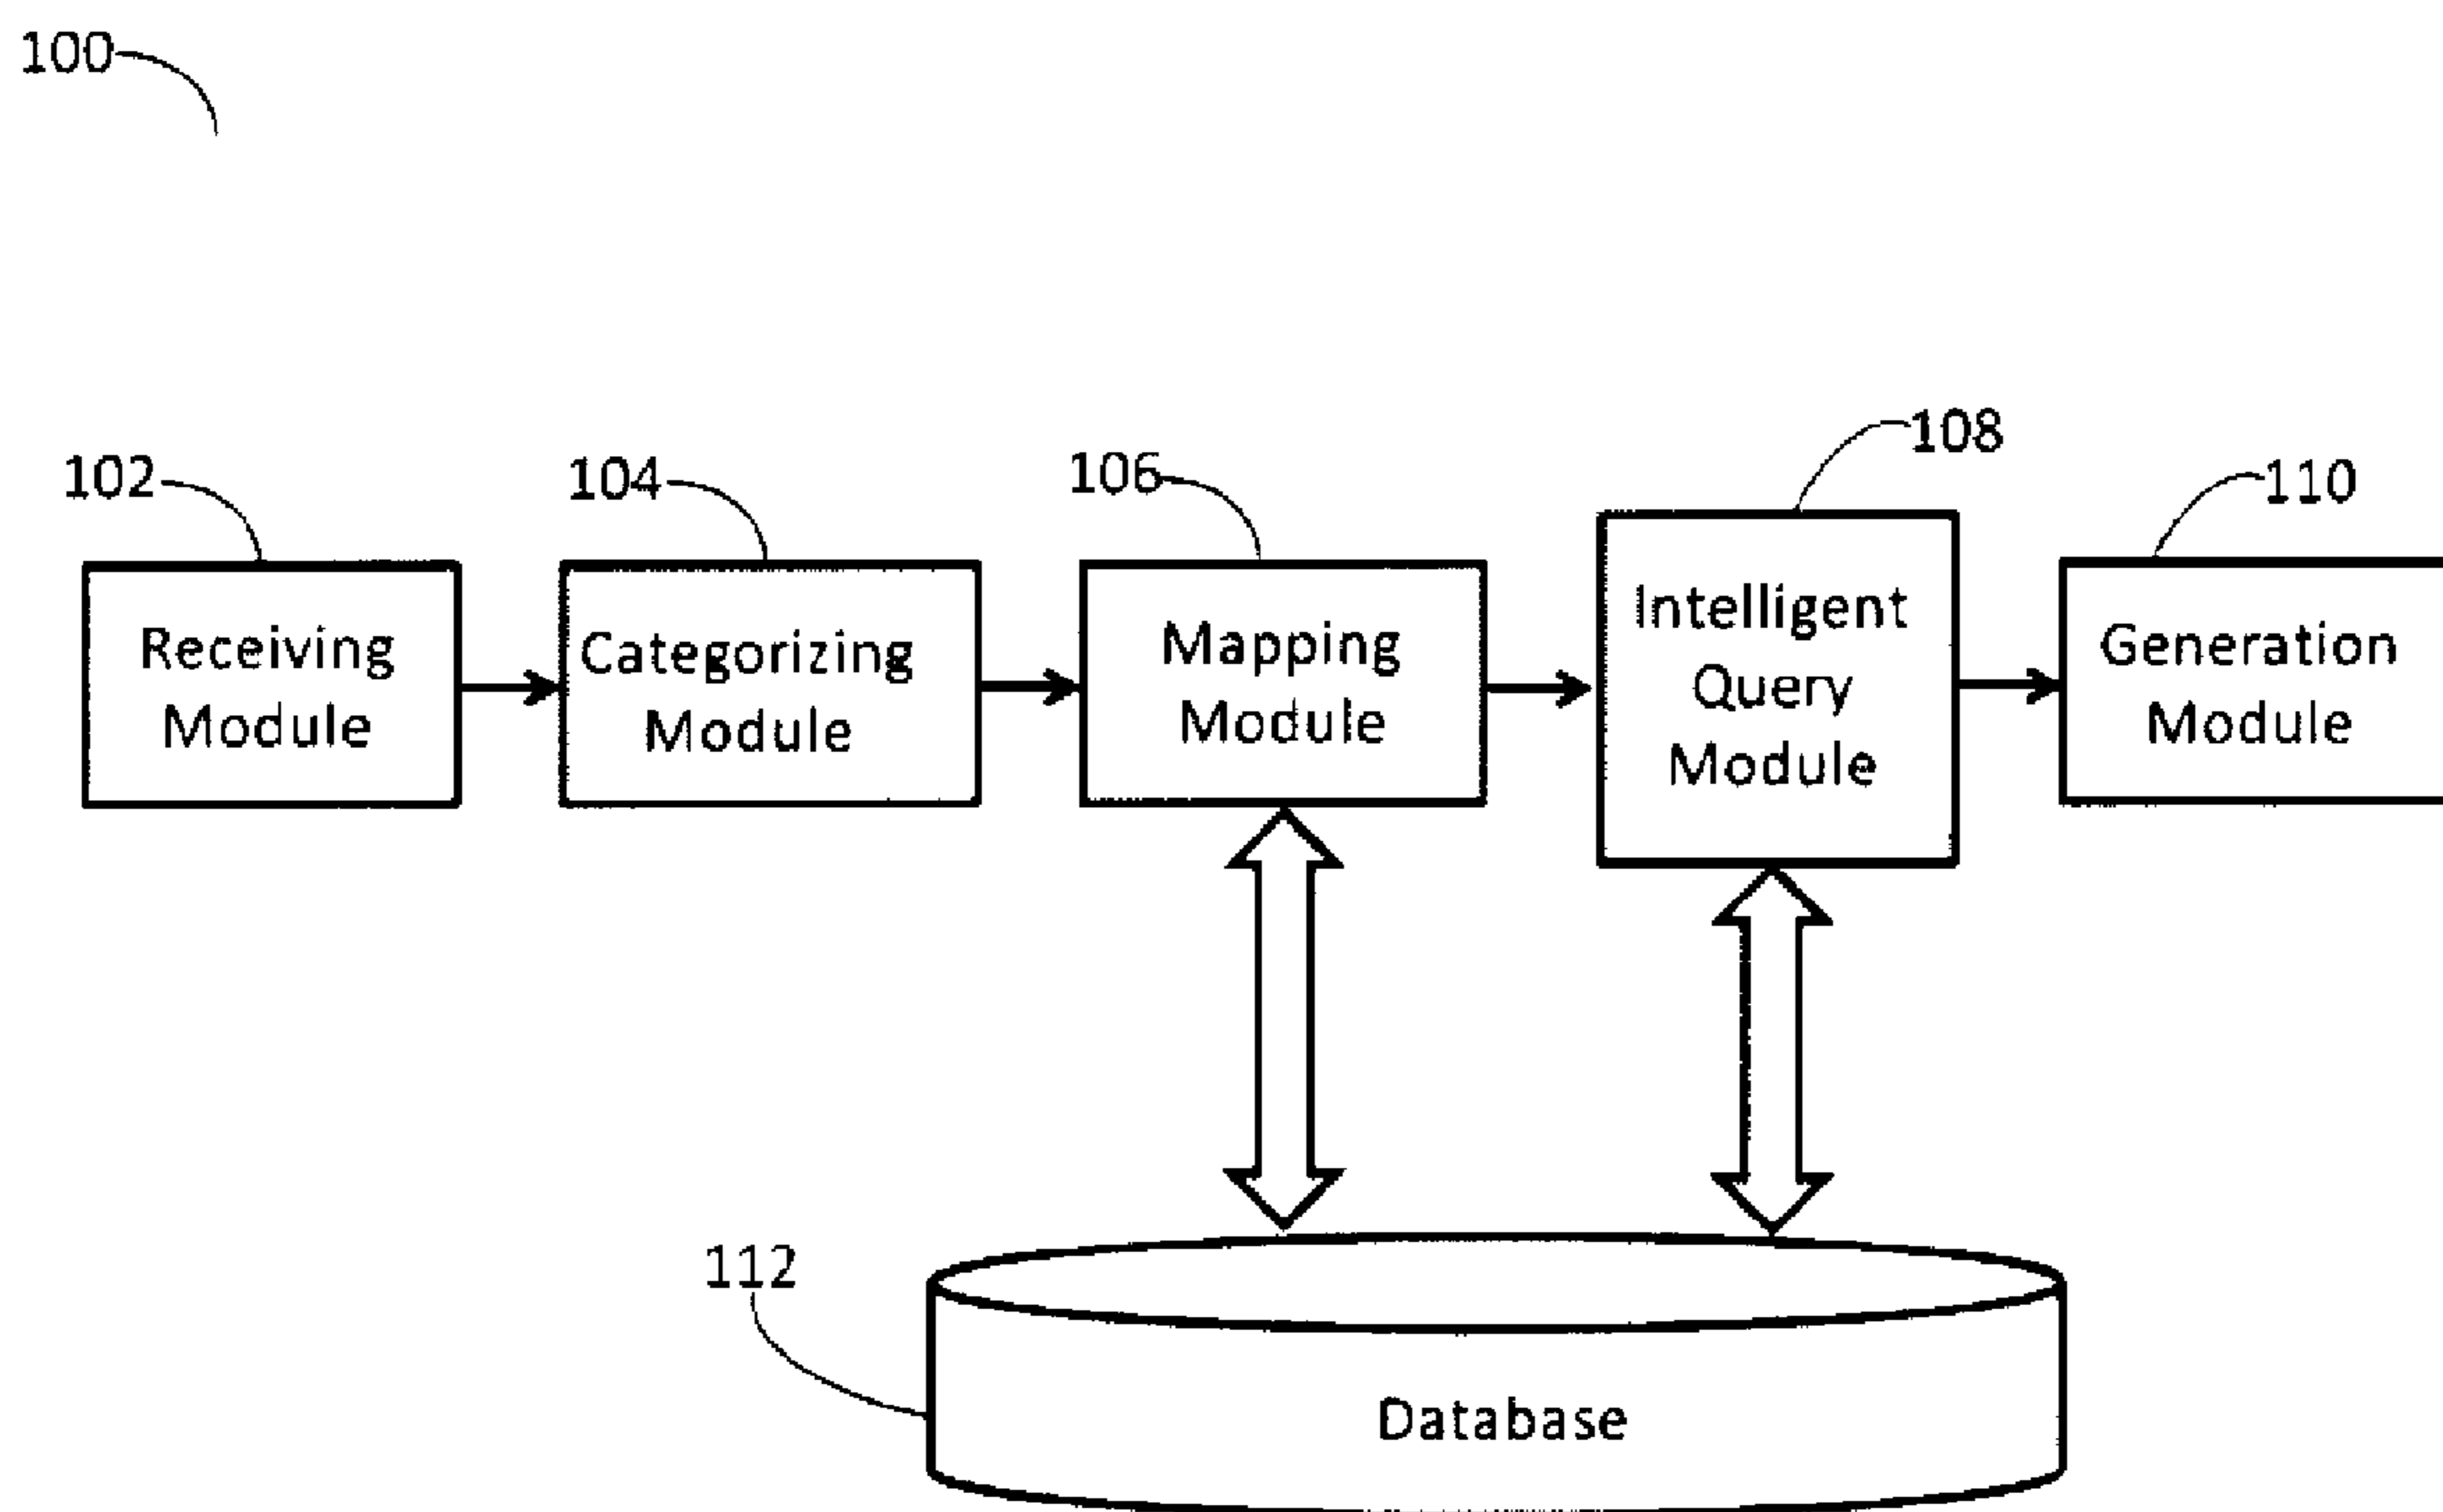 100
102
104
106
108
110
Receiving
Module
Categorizing
Module
Mapping
Module
Intelligent
Query
Module
Generation
Module
112
Database